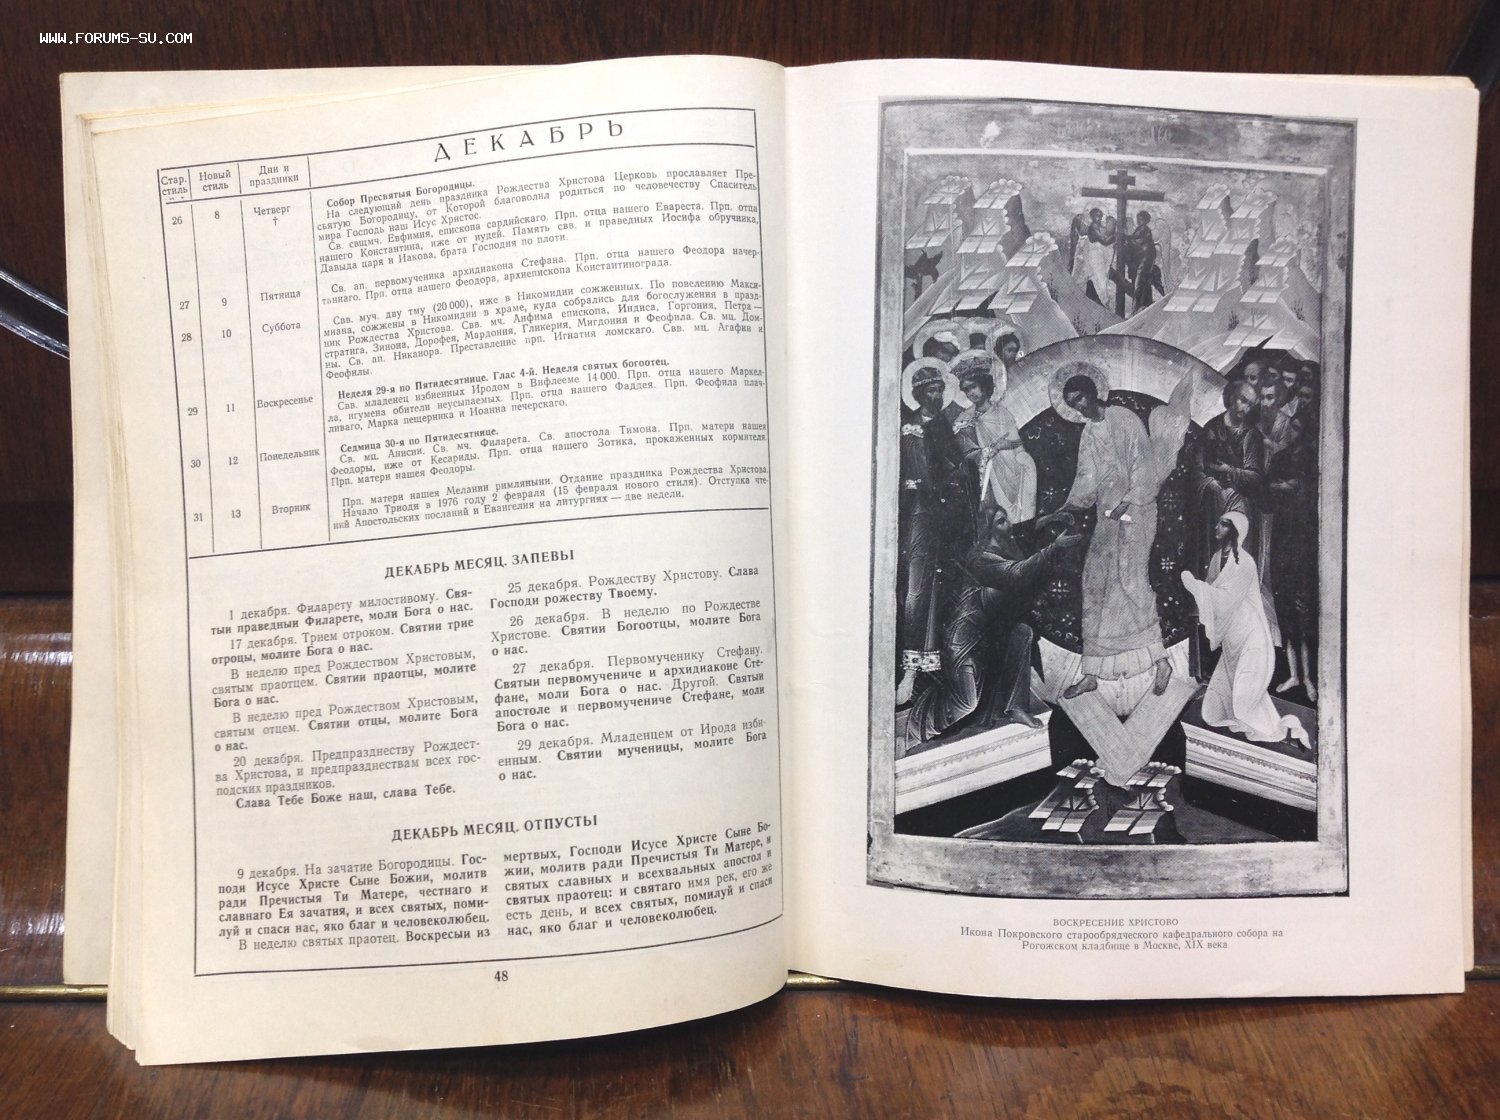 WWW.FORUMS-SU.COM
ДЕКАБРЬ
Стар. стиль
Новый стиль
Дни и праздники
26 8 Четверг †
Собор Пресвятыя Богородицы.
На следующий день праздника Рождества Христова Церковь прославляет Пре-
святую Богородицу, от Которой благоволил родиться по человечеству Спаситель
мира Господь наш Исус Христос.
Св. свщмч. Евфимия, епископа сардийскаго. Прп. отца нашего Евареста. Прп. отца
нашего Константина, иже от иудей. Память свв. и праведных Иосифа обручника,
Давыда царя и Иакова, брата Господня по плоти.
27 9 Пятница
Св. ап. первомученика архидиакона Стефана. Прп. отца нашего Феодора начер-
таннаго. Прп. отца нашего Феодора, архиепископа Константинограда.
28 10 Суббота
Свв. муч. дву тму (20 000), иже в Никомидии сожженных. По повелению Макси-
миана, сожжены в Никомидии в храме, куда собрались для богослужения в празд-
ник Рождества Христова. Свв. мч. Анфима епископа, Индиса, Горгония, Петра —
стратига, Зинона, Дорофея, Мардония, Гликерия, Мигдония и Феофила. Св. мц. Дом-
ны. Св. ап. Никанора. Преставление прп. Игнатия ломскаго. Свв. мц. Агафии и
Феофилы.
29 11 Воскресенье
Неделя 29-я по Пятидесятнице. Глас 4-й. Неделя святых богоотец.
Свв. младенец избиенных Иродом в Вифлееме 14 000. Прп. отца нашего Маркел-
ла, игумена обители неусыпаемых. Прп. отца нашего Фаддея. Прп. Феофила плач-
ливаго, Марка пещерника и Иоанна печерскаго.
30 12 Понедельник
Седмица 30-я по Пятидесятнице.
Св. мц. Анисии. Св. мч. Филарета. Св. апостола Тимона. Прп. матери нашея
Феодоры, иже от Кесариды. Прп. отца нашего Зотика, прокаженных кормителя.
Прп. матери нашея Феодоры.
31 13 Вторник
Прп. матери нашея Мелании римляныни. Отдание праздника Рождества Христова.
Начало Триоди в 1976 году 2 февраля (15 февраля нового стиля). Отступка чте-
ний Апостольских посланий и Евангелия на литургиях — две недели.
ДЕКАБРЬ МЕСЯЦ. ЗАПЕВЫ
1 декабря. Филарету милостивому. Свя-
тыи праведныи Филарете, моли Бога о нас.
17 декабря. Трием отроком. Святии трие
отроцы, молите Бога о нас.
В неделю пред Рождеством Христовым,
святым праотцем. Святии праотцы, молите
Бога о нас.
В неделю пред Рождеством Христовым,
святым отцем. Святии отцы, молите Бога
о нас.
20 декабря. Предпразднеству Рождест-
ва Христова, и предпразднествам всех гос-
подских праздников.
Слава Тебе Боже наш, слава Тебе.
25 декабря. Рождеству Христову. Слава
Господи рожеству Твоему.
26 декабря. В неделю по Рождестве
Христове. Святии Богоотцы, молите Бога
о нас.
27 декабря. Первомученику Стефану.
Святыи первомучениче и архидиаконе Сте-
фане, моли Бога о нас. Другой. Святыи
апостоле и первомучениче Стефане, моли
Бога о нас.
29 декабря. Младенцем от Ирода изби-
енным. Святии мученицы, молите Бога
о нас.
ДЕКАБРЬ МЕСЯЦ. ОТПУСТЫ
9 декабря. На зачатие Богородицы. Гос-
поди Исусе Христе Сыне Божии, молитв
ради Пречистыя Ти Матере, честнаго и
славнаго Ея зачатия, и всех святых, поми-
луй и спаси нас, яко благ и человеколюбец.
В неделю святых праотец. Воскресыи из
мертвых, Господи Исусе Христе Сыне Бо-
жии, молитв ради Пречистыя Ти Матере, и
святых славных и всехвальных апостол и
святых праотец: и святаго имя рек, его же
есть день, и всех святых, помилуй и спаси
нас, яко благ и человеколюбец.
48
ВОСКРЕСЕНИЕ ХРИСТОВО
Икона Покровского старообрядческого кафедрального собора на
Рогожском кладбище в Москве, XIX века